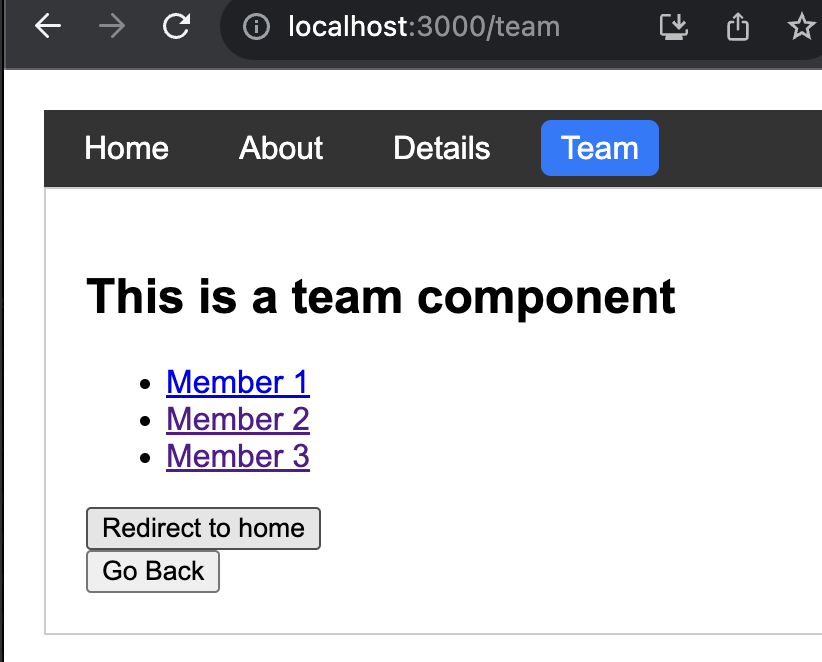 localhost:3000/team
Home About Details Team
This is a team component
Member 1
Member 2
Member 3
Redirect to home
Go Back